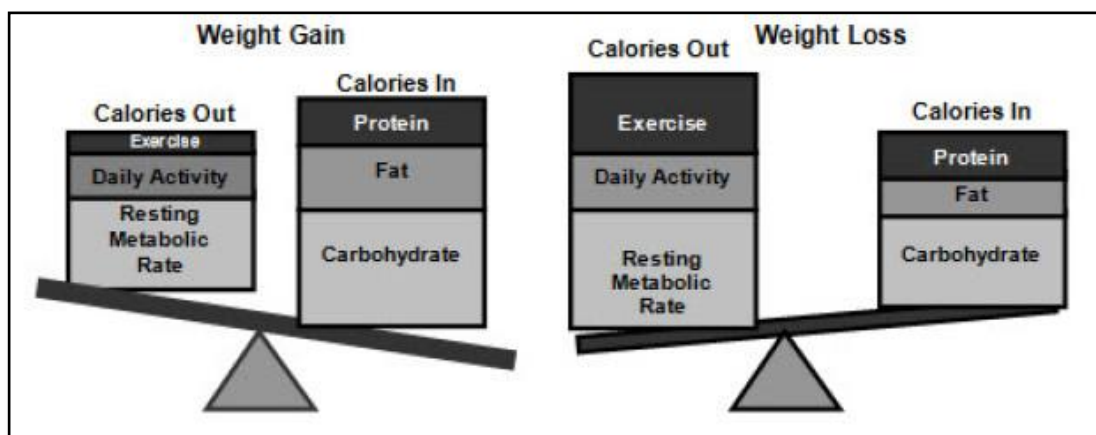 Weight Gain
Calories Out
Exercise
Daily Activity
Resting
Metabolic
Rate
Calories In
Protein
Fat
Carbohydrate
Weight Loss
Calories Out
Exercise
Daily Activity
Resting
Metabolic
Rate
Calories In
Protein
Fat
Carbohydrate